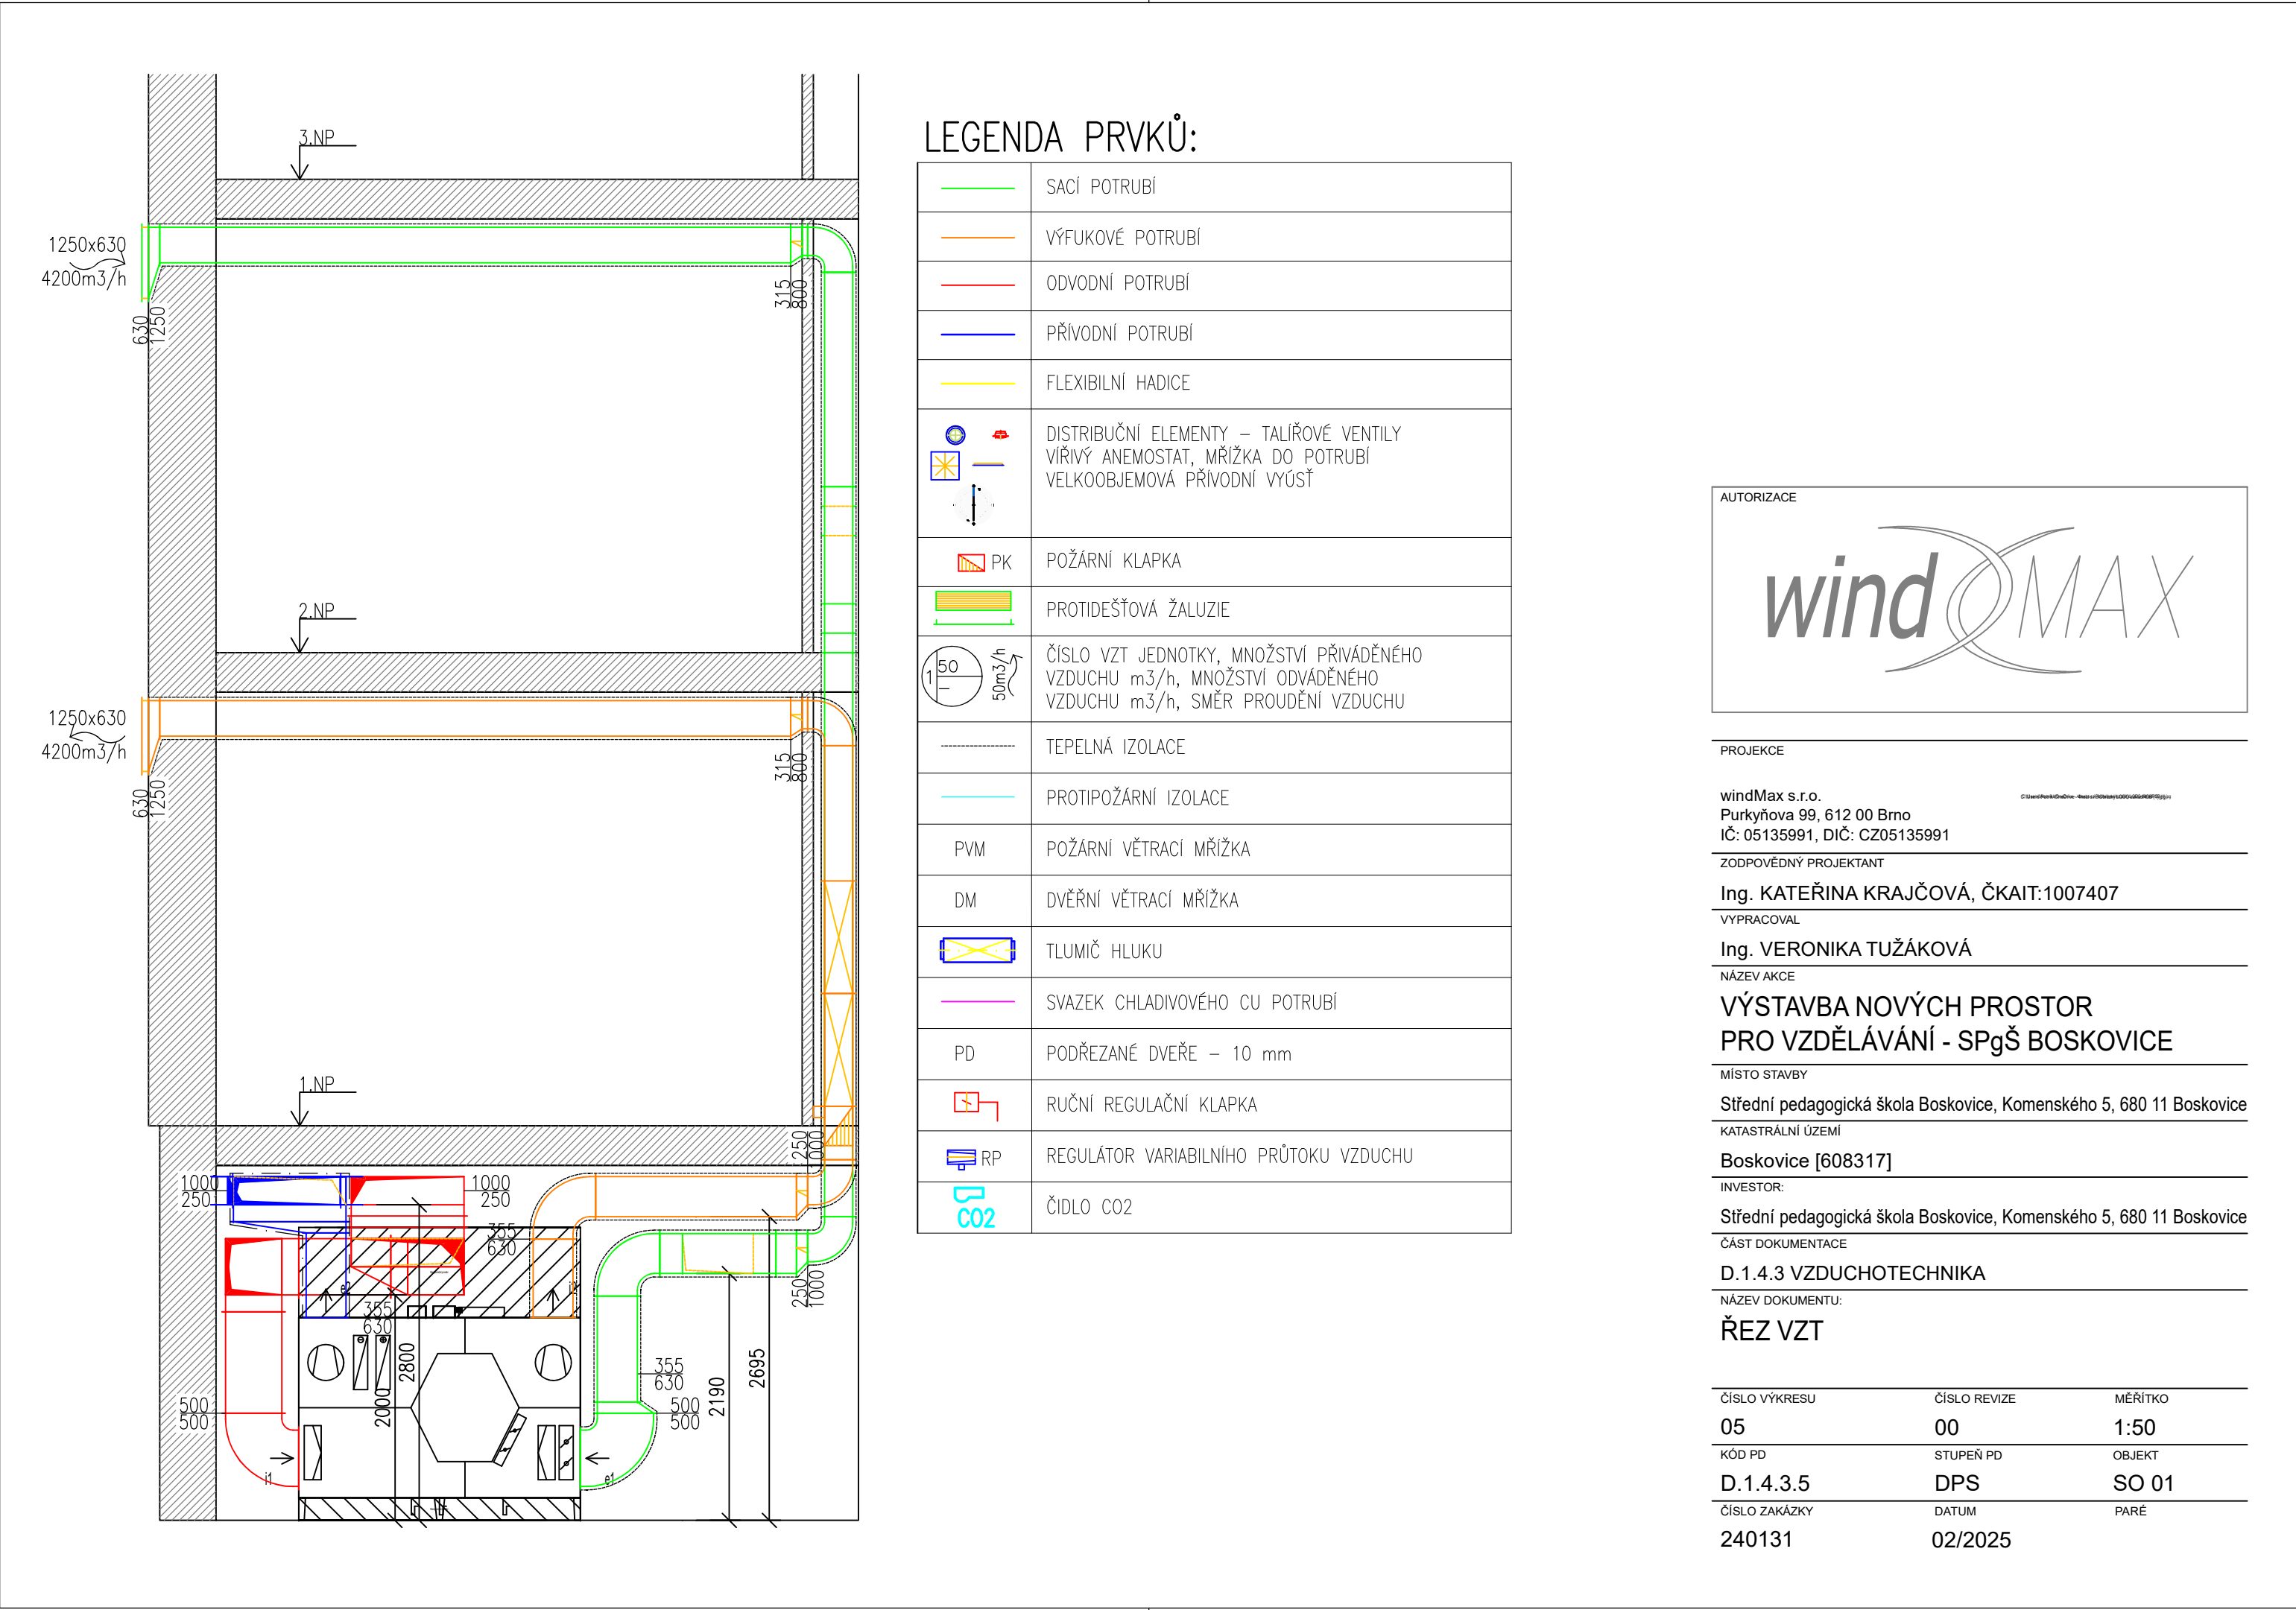 3.NP
1250x630
4200m3/h
630
1250
315
800
2.NP
1250x630
4200m3/h
630
1250
315
800
1.NP
250
1000
250
1000
250
355
630
e2
i2
355
630
2800
2000
250
1000
2695
2190
355
630
500
500
500
500
i1
e1
LEGENDA PRVKŮ:
SACÍ POTRUBÍ
VÝFUKOVÉ POTRUBÍ
ODVODNÍ POTRUBÍ
PŘÍVODNÍ POTRUBÍ
FLEXIBILNÍ HADICE
DISTRIBUČNÍ ELEMENTY – TALÍŘOVÉ VENTILY
VÍŘIVÝ ANEMOSTAT, MŘÍŽKA DO POTRUBÍ
VELKOOBJEMOVÁ PŘÍVODNÍ VYÚSŤ
PK POŽÁRNÍ KLAPKA
PROTIDEŠŤOVÁ ŽALUZIE
1 50 – 50m3/h
ČÍSLO VZT JEDNOTKY, MNOŽSTVÍ PŘIVÁDĚNÉHO
VZDUCHU m3/h, MNOŽSTVÍ ODVÁDĚNÉHO
VZDUCHU m3/h, SMĚR PROUDĚNÍ VZDUCHU
TEPELNÁ IZOLACE
PROTIPOŽÁRNÍ IZOLACE
PVM POŽÁRNÍ VĚTRACÍ MŘÍŽKA
DM DVĚŘNÍ VĚTRACÍ MŘÍŽKA
TLUMIČ HLUKU
SVAZEK CHLADIVOVÉHO CU POTRUBÍ
PD PODŘEZANÉ DVEŘE – 10 mm
RUČNÍ REGULAČNÍ KLAPKA
RP REGULÁTOR VARIABILNÍHO PRŮTOKU VZDUCHU
CO2 ČIDLO CO2
AUTORIZACE
wind MAX
PROJEKCE
windMax s.r.o.
Purkyňova 99, 612 00 Brno
IČ: 05135991, DIČ: CZ05135991
ZODPOVĚDNÝ PROJEKTANT
Ing. KATEŘINA KRAJČOVÁ, ČKAIT:1007407
VYPRACOVAL
Ing. VERONIKA TUŽÁKOVÁ
NÁZEV AKCE
VÝSTAVBA NOVÝCH PROSTOR
PRO VZDĚLÁVÁNÍ - SPgŠ BOSKOVICE
MÍSTO STAVBY
Střední pedagogická škola Boskovice, Komenského 5, 680 11 Boskovice
KATASTRÁLNÍ ÚZEMÍ
Boskovice [608317]
INVESTOR:
Střední pedagogická škola Boskovice, Komenského 5, 680 11 Boskovice
ČÁST DOKUMENTACE
D.1.4.3 VZDUCHOTECHNIKA
NÁZEV DOKUMENTU:
ŘEZ VZT
ČÍSLO VÝKRESU ČÍSLO REVIZE MĚŘÍTKO
05 00 1:50
KÓD PD STUPEŇ PD OBJEKT
D.1.4.3.5 DPS SO 01
ČÍSLO ZAKÁZKY DATUM PARÉ
240131 02/2025